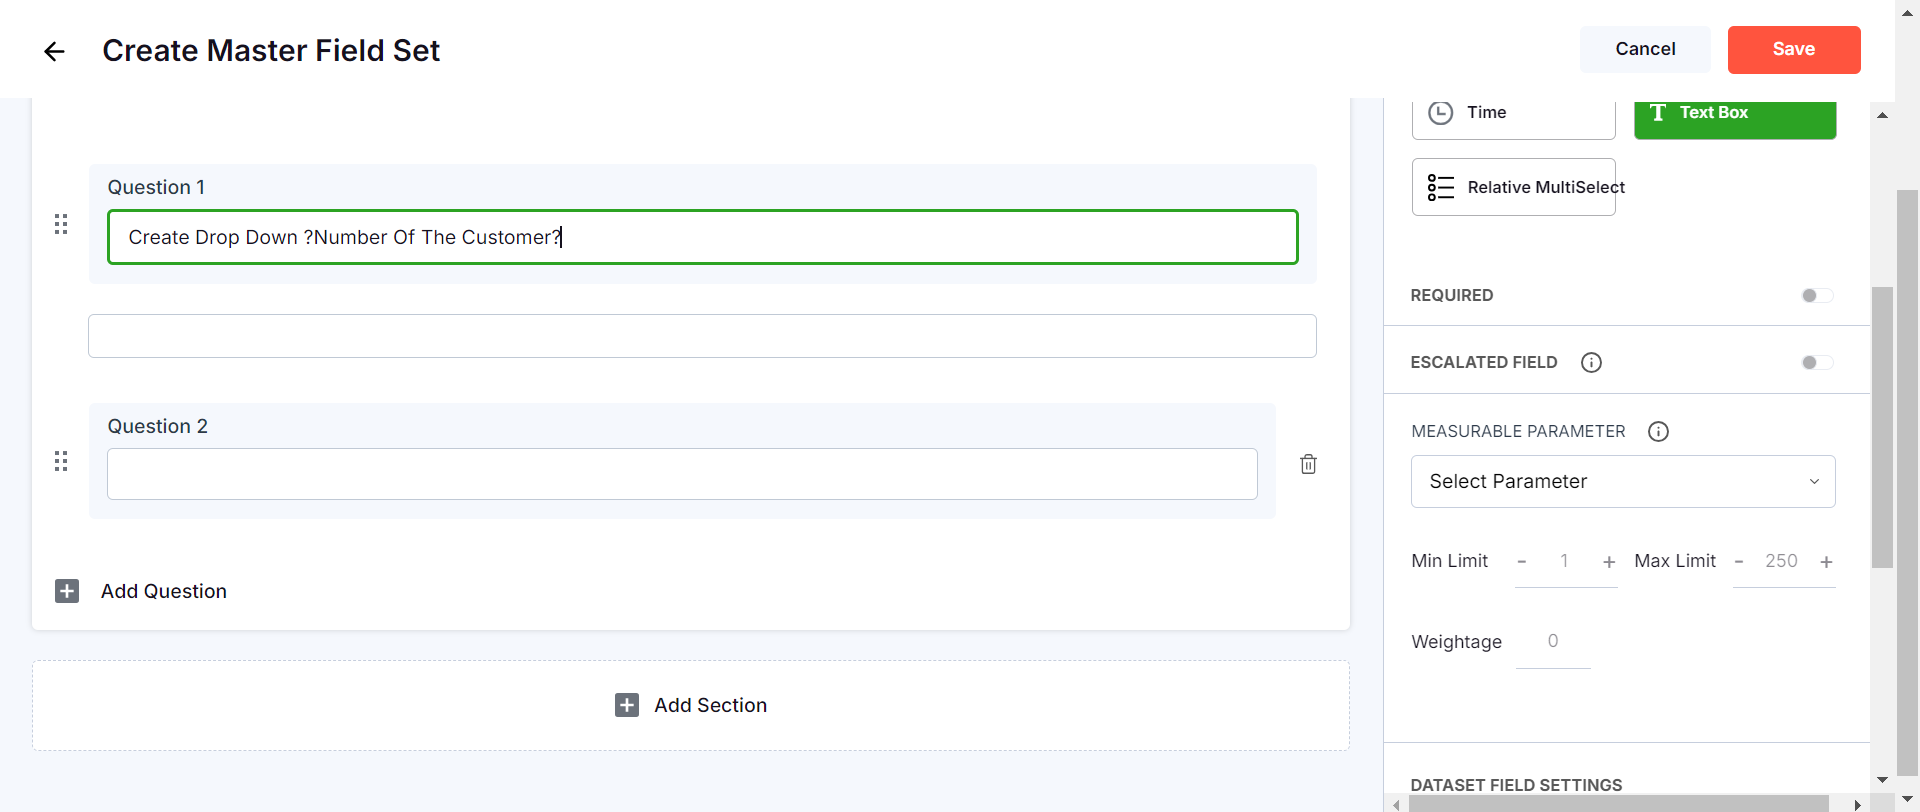 Create Master Field Set
Cancel
Save
Question 1
Create Drop Down ?Number Of The Customer?
Question 2
Add Question
Add Section
Time
Text Box
Relative MultiSelect
REQUIRED
ESCALATED FIELD
MEASURABLE PARAMETER
Select Parameter
Min Limit - 1 + Max Limit - 250 +
Weightage 0
DATASET FIELD SETTINGS